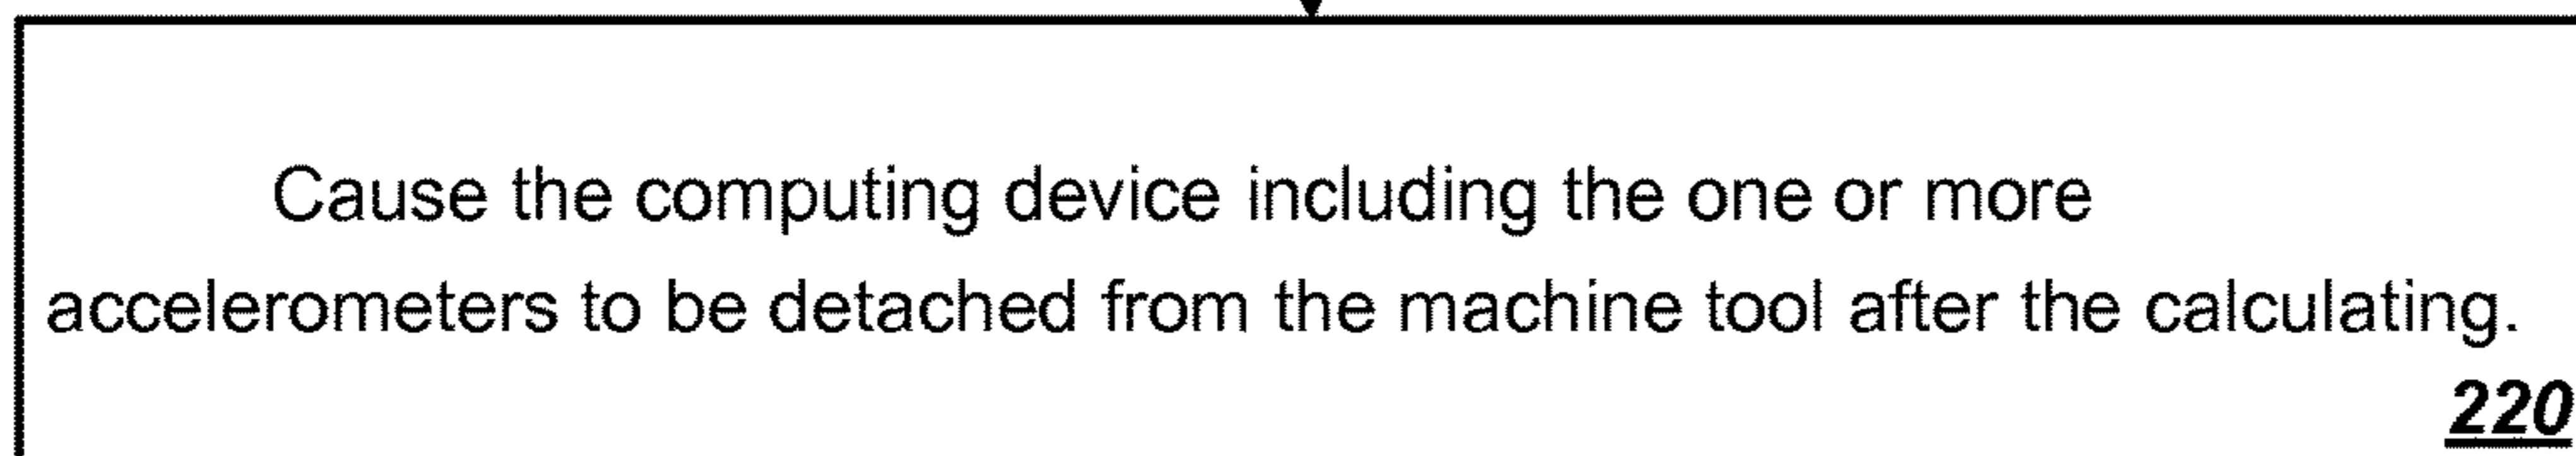 Cause the computing device including the one or more
accelerometers to be detached from the machine tool after the calculating.
220